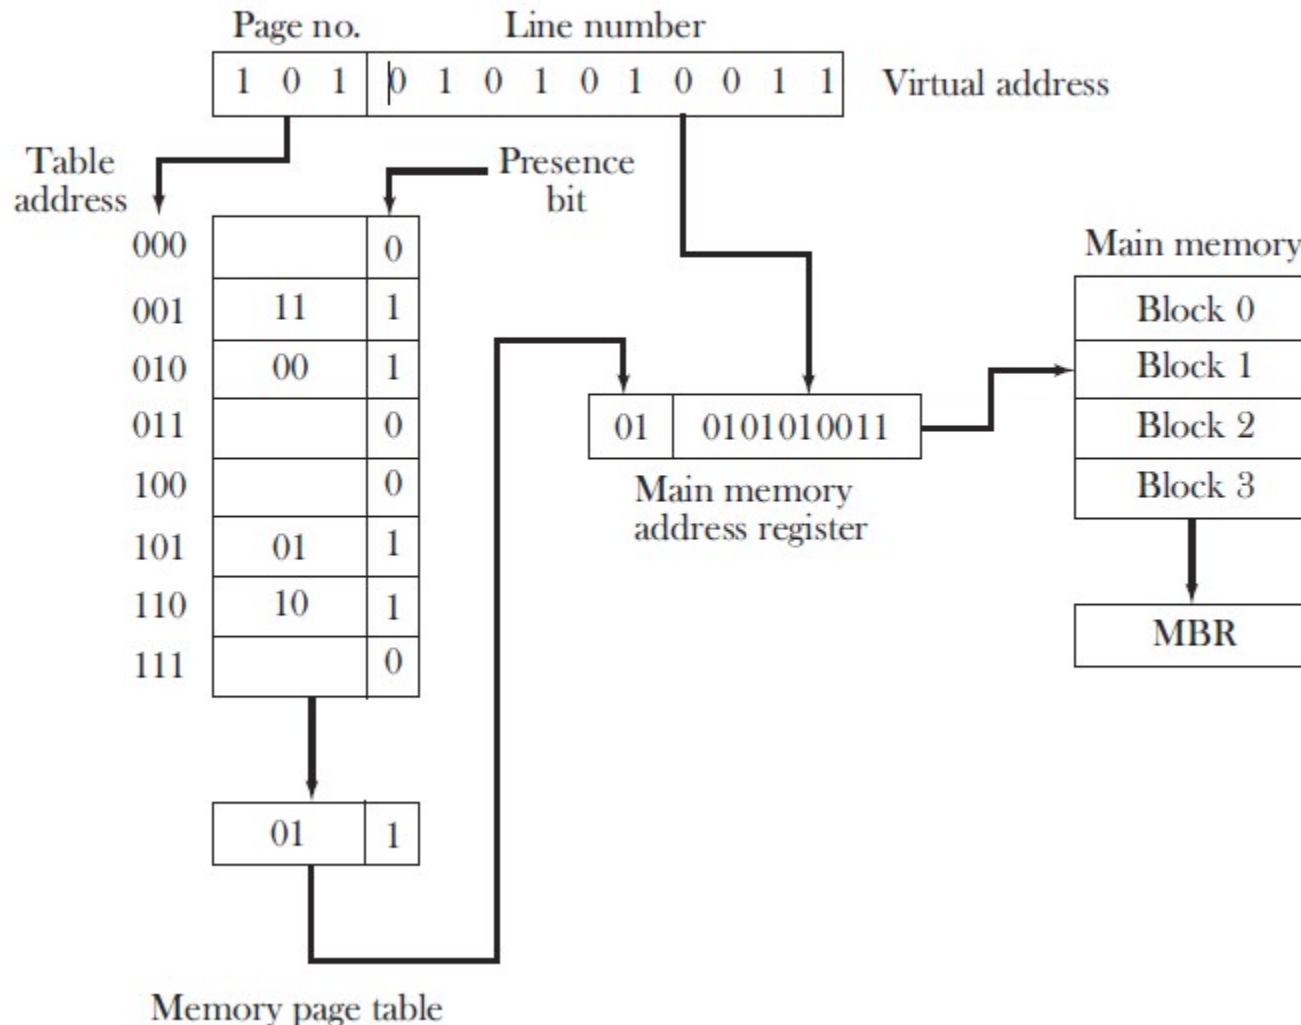 Page no. Line number
1 0 1 0 1 0 1 0 1 0 0 1 1 Virtual address
Table
address
Presence
bit
000 0
001 11 1
010 00 1
011 0
100 0
101 01 1
110 10 1
111 0
01 1
Memory page table
01 0101010011
Main memory
address register
Main memory
Block 0
Block 1
Block 2
Block 3
MBR